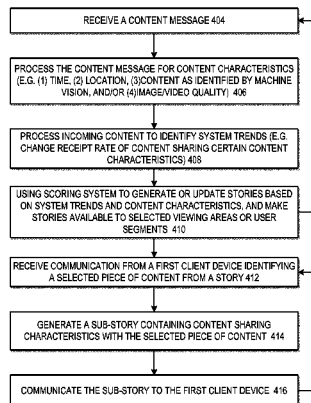 RECEIVE A CONTENT MESSAGE 404
PROCESS THE CONTENT MESSAGE FOR CONTENT CHARACTERISTICS
(E.G. (1) TIME, (2) LOCATION, (3)CONTENT AS IDENTIFIED BY MACHINE
VISION, AND/OR (4)IMAGE/VIDEO QUALITY) 406
PROCESS INCOMING CONTENT TO IDENTIFY SYSTEM TRENDS (E.G.
CHANGE RECEIPT RATE OF CONTENT SHARING CERTAIN CONTENT
CHARACTERISTICS) 408
USING SCORING SYSTEM TO GENERATE OR UPDATE STORIES BASED
ON SYSTEM TRENDS AND CONTENT CHARACTERISTICS, AND MAKE
STORIES AVAILABLE TO SELECTED VIEWING AREAS OR USER
SEGMENTS 410
RECEIVE COMMUNICATION FROM A FIRST CLIENT DEVICE IDENTIFYING
A SELECTED PIECE OF CONTENT FROM A STORY 412
GENERATE A SUB-STORY CONTAINING CONTENT SHARING
CHARACTERISTICS WITH THE SELECTED PIECE OF CONTENT 414
COMMUNICATE THE SUB-STORY TO THE FIRST CLIENT DEVICE 416